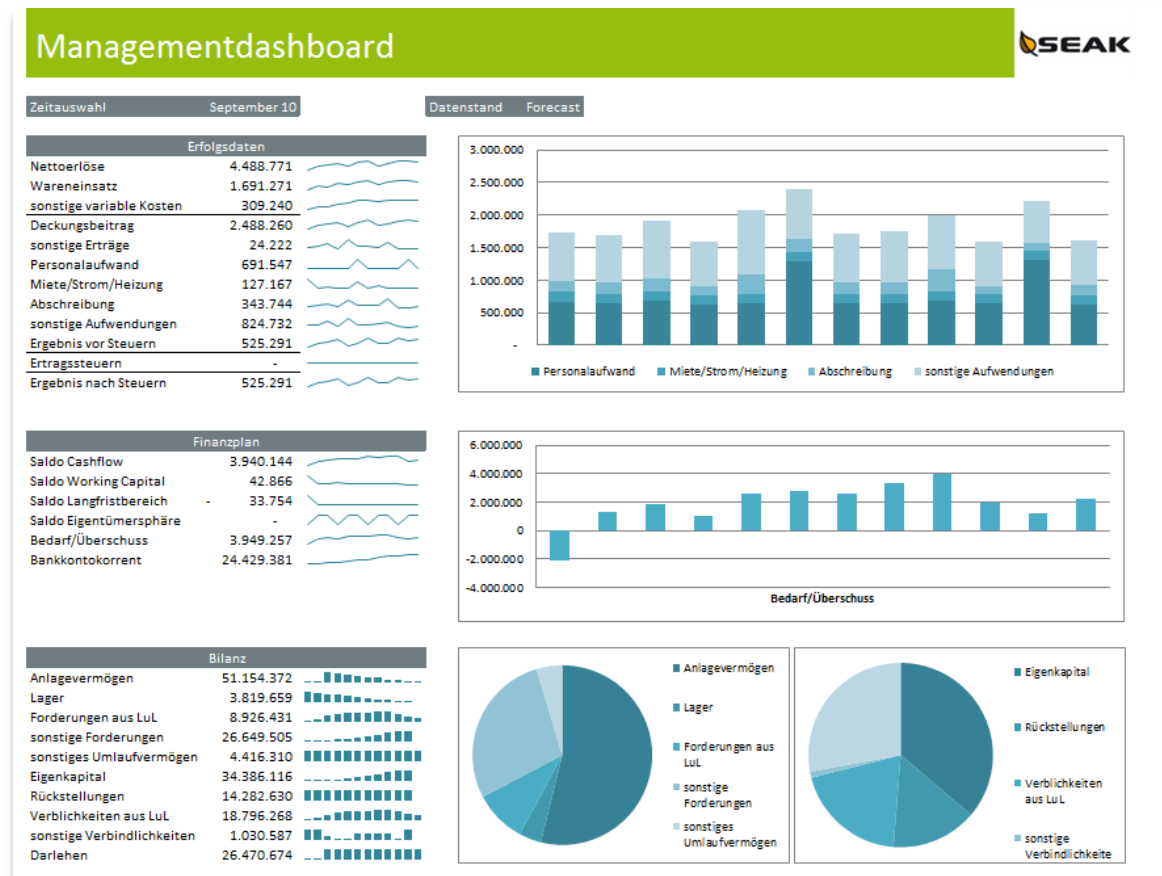 Managementdashboard
SEAK
Zeitauswahl September 10 Datenstand Forecast
Erfolgsdaten
Nettoerlöse 4.488.771
Wareneinsatz 1.691.271
sonstige variable Kosten 309.240
Deckungsbeitrag 2.488.260
sonstige Erträge 24.222
Personalaufwand 691.547
Miete/Strom/Heizung 127.167
Abschreibung 343.744
sonstige Aufwendungen 824.732
Ergebnis vor Steuern 525.291
Ertragssteuern -
Ergebnis nach Steuern 525.291
3.000.000
2.500.000
2.000.000
1.500.000
1.000.000
500.000
-
Personalaufwand Miete/Strom/Heizung Abschreibung sonstige Aufwendungen
Finanzplan
Saldo Cashflow 3.940.144
Saldo Working Capital 42.866
Saldo Langfristbereich - 33.754
Saldo Eigentümersphäre -
Bedarf/Überschuss 3.949.257
Bankkontokorrent 24.429.381
6.000.000
4.000.000
2.000.000
0
-2.000.000
-4.000.000
Bedarf/Überschuss
Bilanz
Anlagevermögen 51.154.372
Lager 3.819.659
Forderungen aus LuL 8.926.431
sonstige Forderungen 26.649.505
sonstiges Umlaufvermögen 4.416.310
Eigenkapital 34.386.116
Rückstellungen 14.282.630
Verblichkeiten aus LuL 18.796.268
sonstige Verbindlichkeiten 1.030.587
Darlehen 26.470.674
Anlagevermögen
Lager
Forderungen aus
LuL
sonstige
Forderungen
sonstiges
Umlaufvermögen
Eigenkapital
Rückstellungen
Verblichkeiten
aus LuL
sonstige
Verbindlichkeite